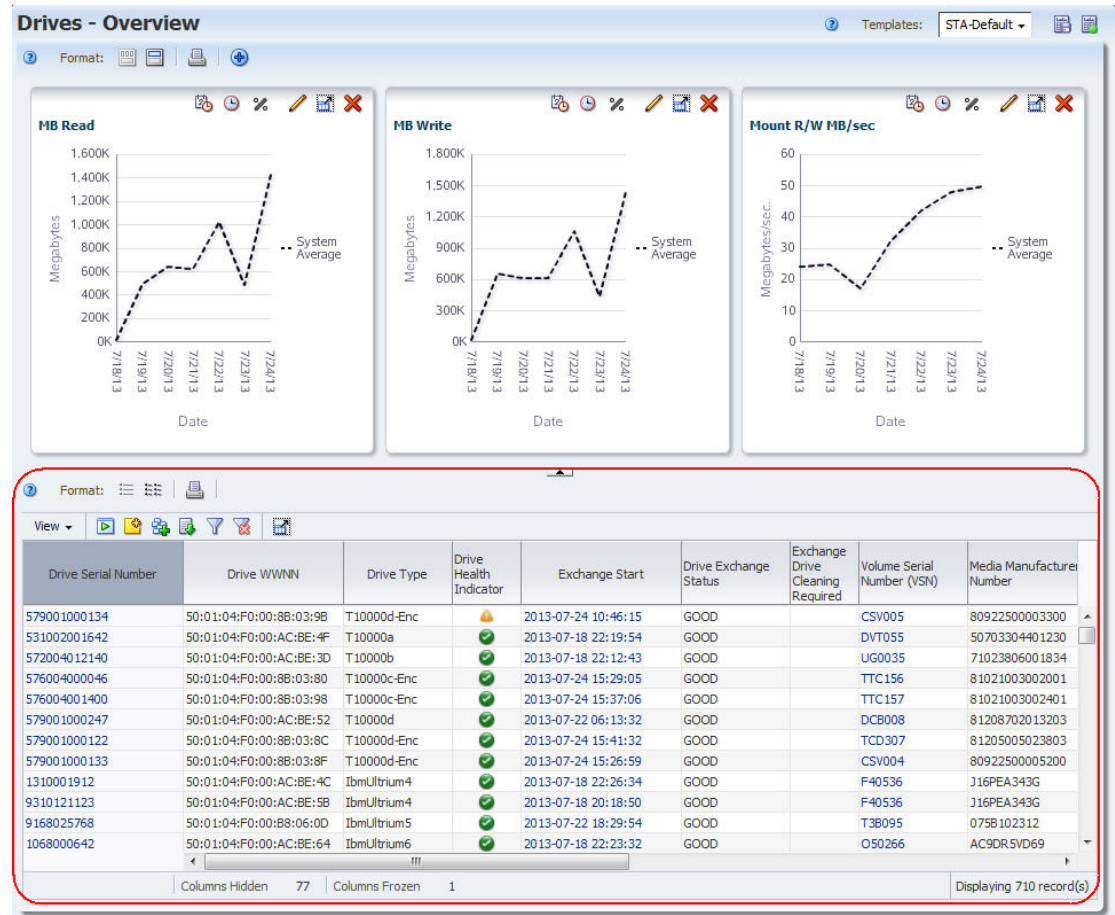 Drives - Overview
Templates: STA-Default
Format:
MB Read
1,600K
1,400K
1,200K
1,000K
800K
600K
400K
200K
0K
Megabytes
7/18/13
7/19/13
7/20/13
7/21/13
7/22/13
7/23/13
7/24/13
Date
System
Average
MB Write
1,800K
1,500K
1,200K
900K
600K
300K
0K
Megabytes
7/18/13
7/19/13
7/20/13
7/21/13
7/22/13
7/23/13
7/24/13
Date
System
Average
Mount R/W MB/sec
60
50
40
30
20
10
0
Megabytes/sec.
7/18/13
7/19/13
7/20/13
7/21/13
7/22/13
7/23/13
7/24/13
Date
System
Average
Format:
View
Drive Serial Number
Drive WWNN
Drive Type
Drive
Health
Indicator
Exchange Start
Drive Exchange
Status
Exchange
Drive
Cleaning
Required
Volume Serial
Number (VSN)
Media Manufacturer
Number
579001000134 50:01:04:F0:00:8B:03:9B T10000d-Enc 2013-07-24 10:46:15 GOOD CSV005 80922500003300
531002001642 50:01:04:F0:00:AC:BE:4F T10000a 2013-07-18 22:19:54 GOOD DVT055 50703304401230
572004012140 50:01:04:F0:00:AC:BE:3D T10000b 2013-07-18 22:12:43 GOOD UG0035 71023806001834
576004000046 50:01:04:F0:00:8B:03:80 T10000c-Enc 2013-07-24 15:29:05 GOOD TTC156 81021003002001
576004001400 50:01:04:F0:00:8B:03:98 T10000c-Enc 2013-07-24 15:37:06 GOOD TTC157 81021003002401
579001000247 50:01:04:F0:00:AC:BE:52 T10000d 2013-07-22 06:13:32 GOOD DCB008 81208702013203
579001000122 50:01:04:F0:00:8B:03:8C T10000d-Enc 2013-07-24 15:41:32 GOOD TCD307 81205005023803
579001000133 50:01:04:F0:00:8B:03:8F T10000d-Enc 2013-07-24 15:26:59 GOOD CSV004 80922500005200
1310001912 50:01:04:F0:00:AC:BE:4C IbmUltrium4 2013-07-18 22:26:34 GOOD F40536 J16PEA343G
9310121123 50:01:04:F0:00:AC:BE:5B IbmUltrium4 2013-07-18 20:18:50 GOOD F40536 J16PEA343G
9168025768 50:01:04:F0:00:B8:06:0D IbmUltrium5 2013-07-22 18:29:54 GOOD T3B095 075B102312
1068000642 50:01:04:F0:00:AC:BE:64 IbmUltrium6 2013-07-18 22:23:32 GOOD O50266 AC9DR5VD69
Columns Hidden 77 Columns Frozen 1 Displaying 710 record(s)